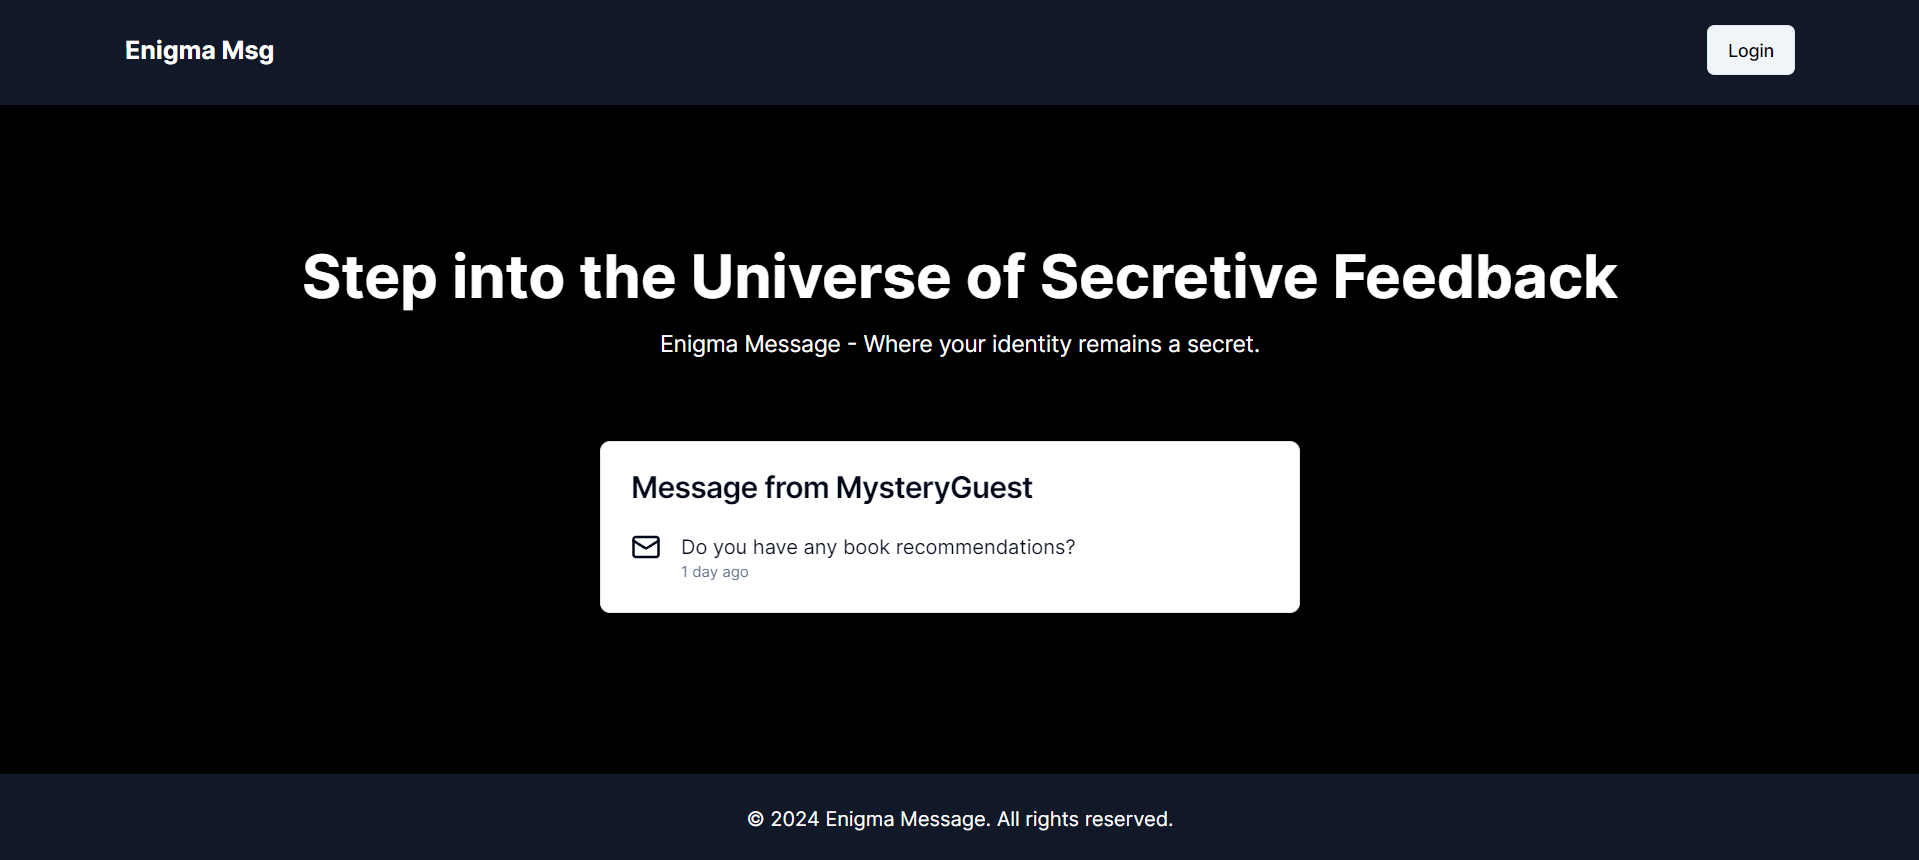 Enigma Msg
Login
Step into the Universe of Secretive Feedback
Enigma Message - Where your identity remains a secret.
Message from MysteryGuest
Do you have any book recommendations?
1 day ago
© 2024 Enigma Message. All rights reserved.